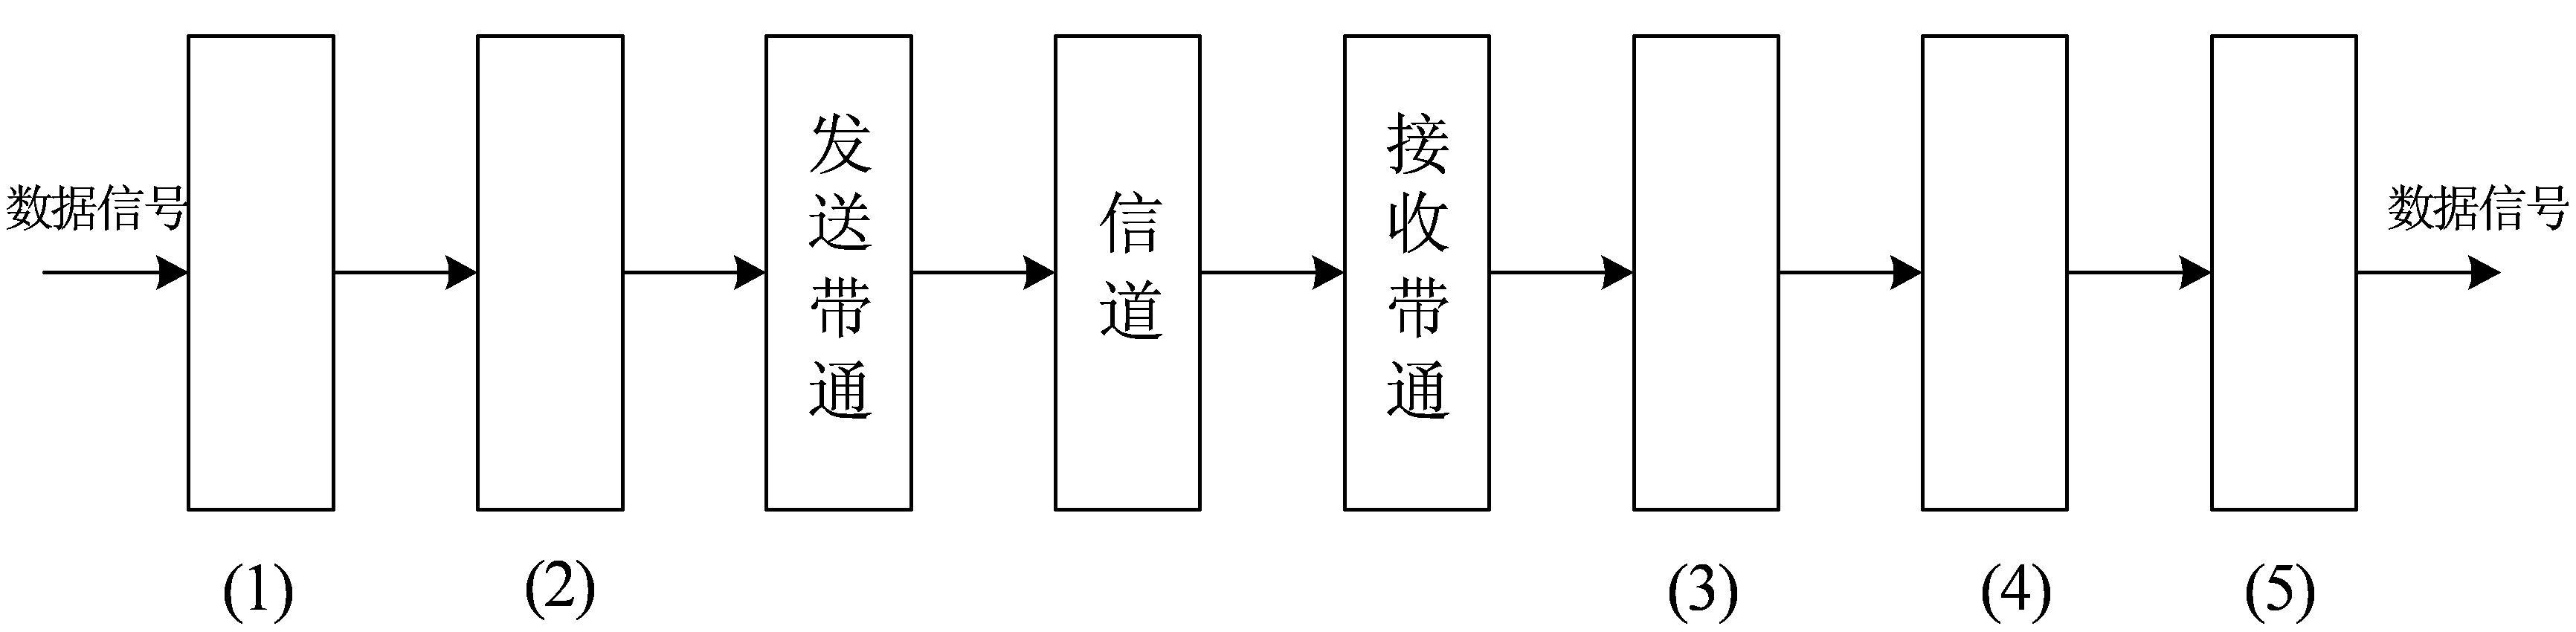 数据信号
发送带通
信道
接收带通
数据信号
(1)
(2)
(3)
(4)
(5)